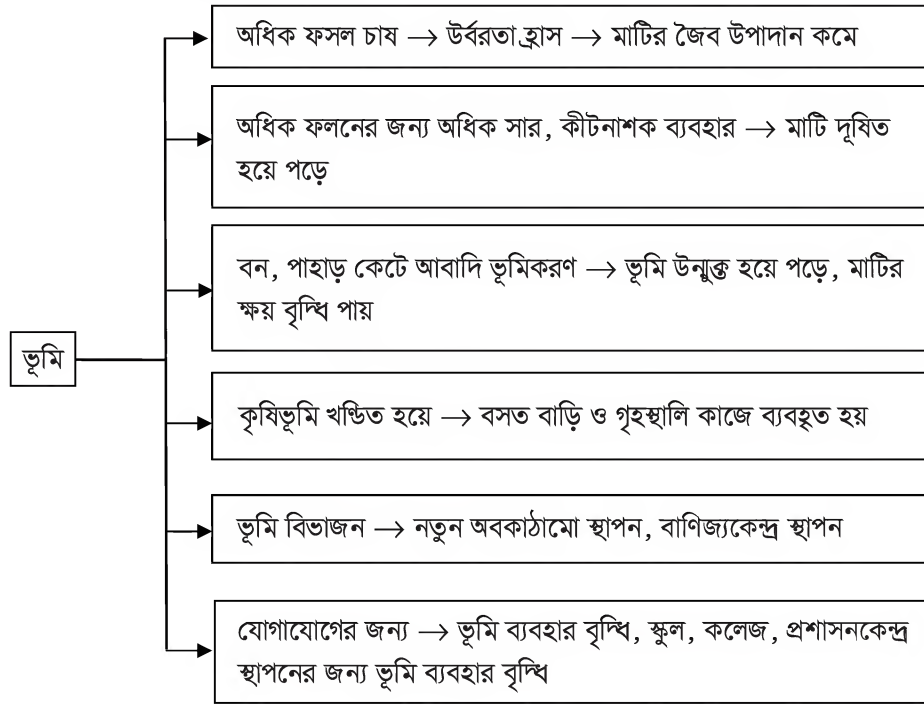 অধিক ফসল চাষ → উর্বরতা হ্রাস → মাটির জৈব উপাদান কমে
অধিক ফলনের জন্য অধিক সার, কীটনাশক ব্যবহার → মাটি দূষিত
হয়ে পড়ে
বন, পাহাড় কেটে আবাদি ভূমিকরণ → ভূমি উন্মুক্ত হয়ে পড়ে, মাটির
ক্ষয় বৃদ্ধি পায়
ভূমি
কৃষিভূমি খণ্ডিত হয়ে → বসত বাড়ি ও গৃহস্থালি কাজে ব্যবহৃত হয়
ভূমি বিভাজন → নতুন অবকাঠামো স্থাপন, বাণিজ্যকেন্দ্র স্থাপন
যোগাযোগের জন্য → ভূমি ব্যবহার বৃদ্ধি, স্কুল, কলেজ, প্রশাসনকেন্দ্র
স্থাপনের জন্য ভূমি ব্যবহার বৃদ্ধি